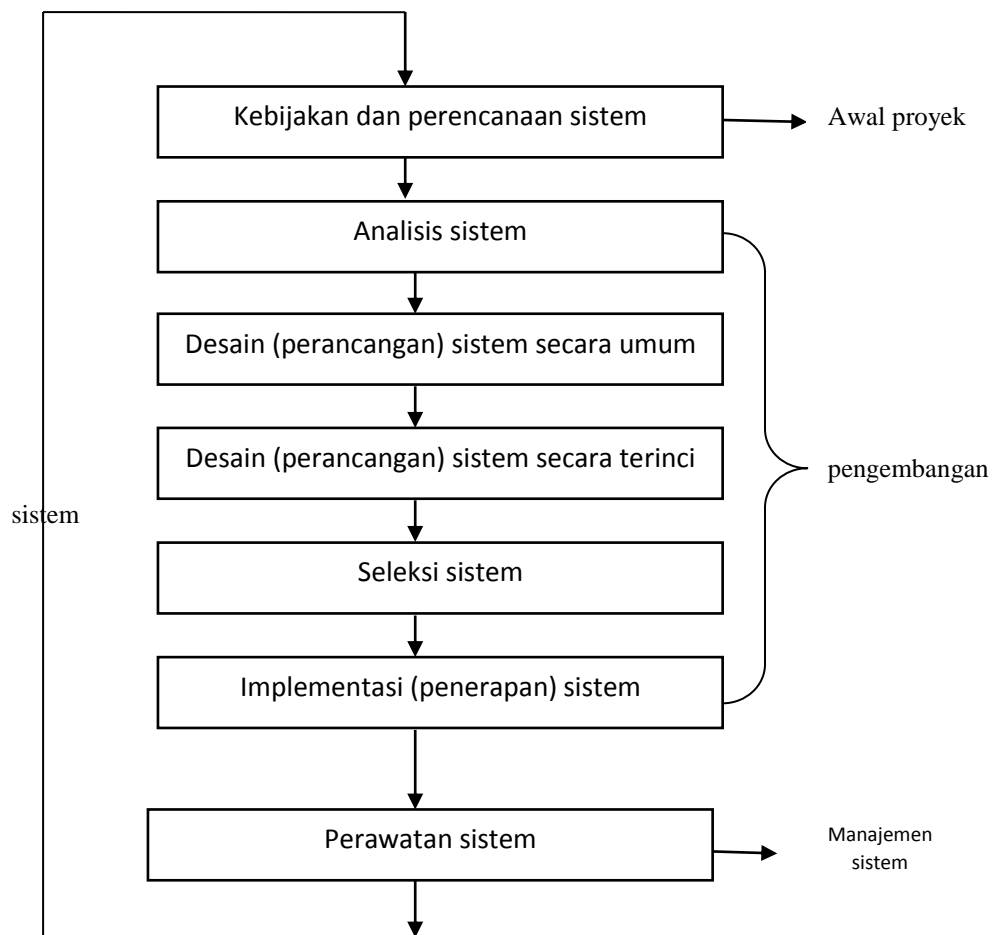 Kebijakan dan perencanaan sistem
Awal proyek
Analisis sistem
Desain (perancangan) sistem secara umum
Desain (perancangan) sistem secara terinci
pengembangan
sistem
Seleksi sistem
Implementasi (penerapan) sistem
Perawatan sistem
Manajemen
sistem